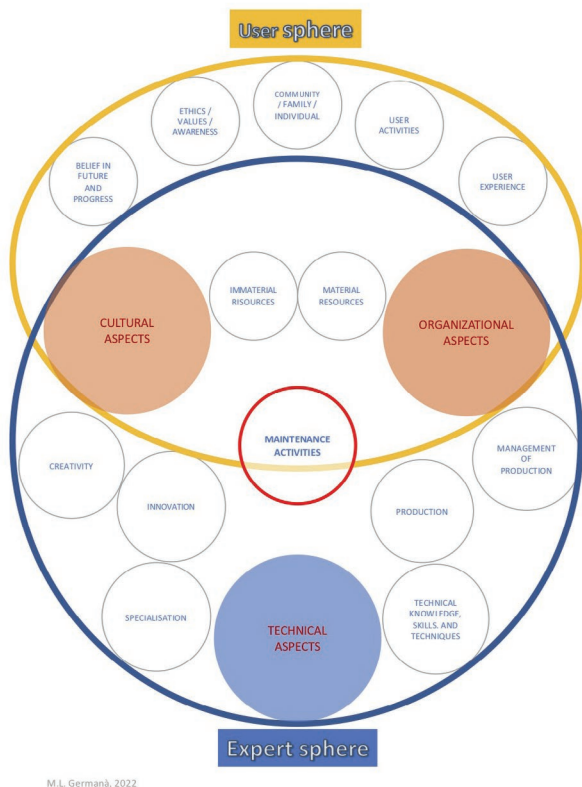 User sphere
COMMUNITY
/ FAMILY /
INDIVIDUAL
ETHICS /
VALUES /
AWARENESS
USER
ACTIVITIES
BELIEF IN
FUTURE
AND
PROGRESS
USER
EXPERIENCE
IMMATERIAL
RISOURCES
MATERIAL
RESOURCES
CULTURAL
ASPECTS
ORGANIZATIONAL
ASPECTS
MAINTENANCE
ACTIVITIES
CREATIVITY
MANAGEMENT
OF
PRODUCTION
INNOVATION
PRODUCTION
SPECIALISATION
TECHNICAL
KNOWLEDGE,
SKILLS, AND
TECHNIQUES
TECHNICAL
ASPECTS
Expert sphere
M.L. Germanà, 2022